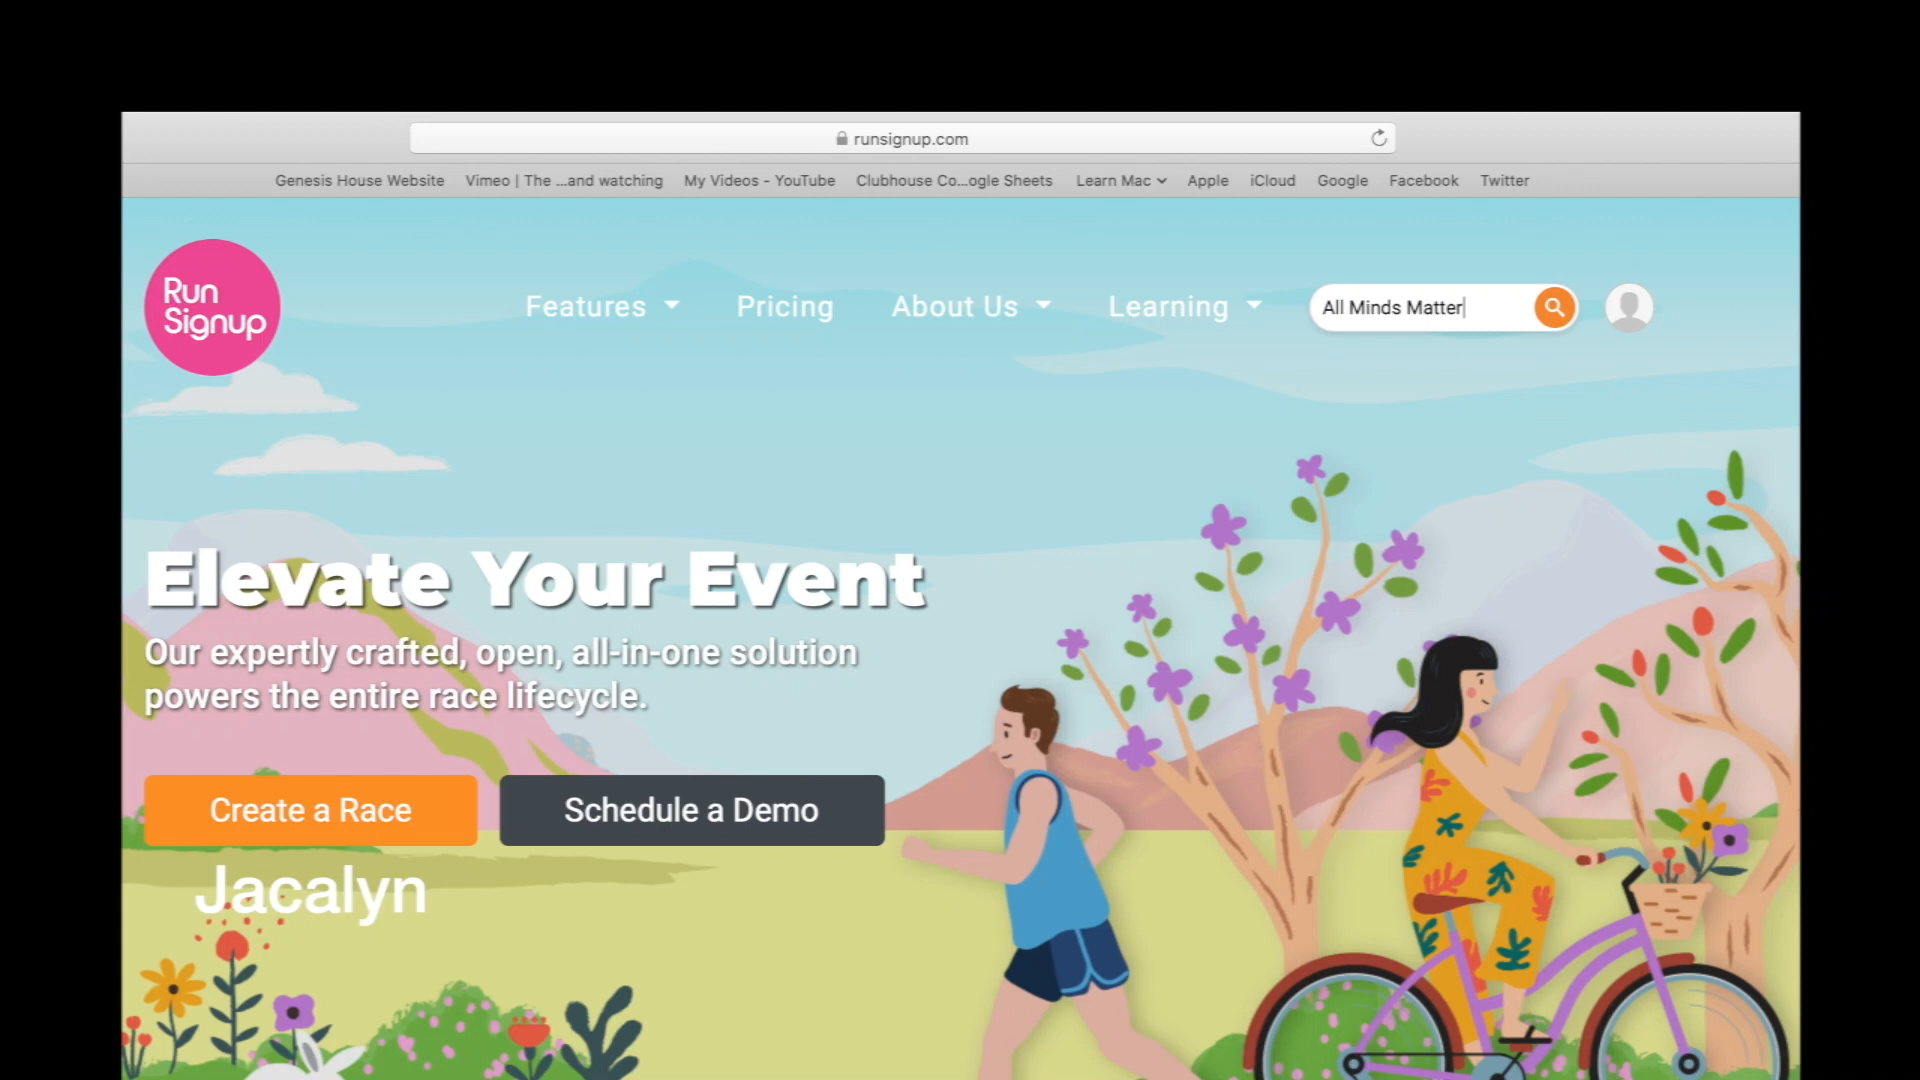 runsignup.com
Genesis House Website Vimeo | The ...and watching My Videos - YouTube Clubhouse Co...ogle Sheets Learn Mac Apple iCloud Google Facebook Twitter
Run
Signup
Features Pricing About Us Learning All Minds Matter
Elevate Your Event
Our expertly crafted, open, all-in-one solution
powers the entire race lifecycle.
Create a Race Schedule a Demo
Jacalyn